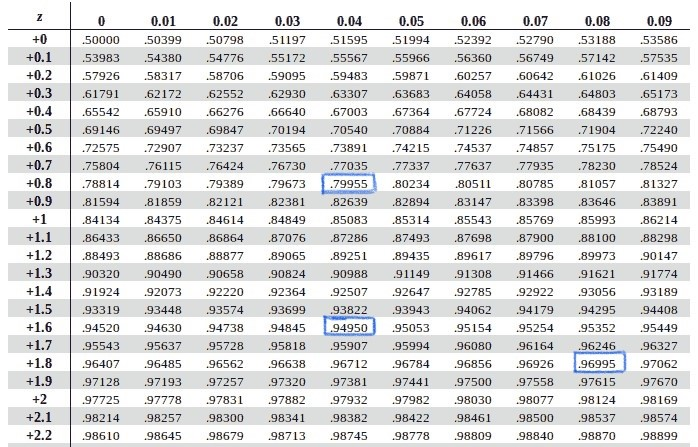 z 0 0.01 0.02 0.03 0.04 0.05 0.06 0.07 0.08 0.09
+0 .50000 .50399 .50798 .51197 .51595 .51994 .52392 .52790 .53188 .53586
+0.1 .53983 .54380 .54776 .55172 .55567 .55966 .56360 .56749 .57142 .57535
+0.2 .57926 .58317 .58706 .59095 .59483 .59871 .60257 .60642 .61026 .61409
+0.3 .61791 .62172 .62552 .62930 .63307 .63683 .64058 .64431 .64803 .65173
+0.4 .65542 .65910 .66276 .66640 .67003 .67364 .67724 .68082 .68439 .68793
+0.5 .69146 .69497 .69847 .70194 .70540 .70884 .71226 .71566 .71904 .72240
+0.6 .72575 .72907 .73237 .73565 .73891 .74215 .74537 .74857 .75175 .75490
+0.7 .75804 .76115 .76424 .76730 .77035 .77337 .77637 .77935 .78230 .78524
+0.8 .78814 .79103 .79389 .79673 .79955 .80234 .80511 .80785 .81057 .81327
+0.9 .81594 .81859 .82121 .82381 .82639 .82894 .83147 .83398 .83646 .83891
+1 .84134 .84375 .84614 .84849 .85083 .85314 .85543 .85769 .85993 .86214
+1.1 .86433 .86650 .86864 .87076 .87286 .87493 .87698 .87900 .88100 .88298
+1.2 .88493 .88686 .88877 .89065 .89251 .89435 .89617 .89796 .89973 .90147
+1.3 .90320 .90490 .90658 .90824 .90988 .91149 .91308 .91466 .91621 .91774
+1.4 .91924 .92073 .92220 .92364 .92507 .92647 .92785 .92922 .93056 .93189
+1.5 .93319 .93448 .93574 .93699 .93822 .93943 .94062 .94179 .94295 .94408
+1.6 .94520 .94630 .94738 .94845 .94950 .95053 .95154 .95254 .95352 .95449
+1.7 .95543 .95637 .95728 .95818 .95907 .95994 .96080 .96164 .96246 .96327
+1.8 .96407 .96485 .96562 .96638 .96712 .96784 .96856 .96926 .96995 .97062
+1.9 .97128 .97193 .97257 .97320 .97381 .97441 .97500 .97558 .97615 .97670
+2 .97725 .97778 .97831 .97882 .97932 .97982 .98030 .98077 .98124 .98169
+2.1 .98214 .98257 .98300 .98341 .98382 .98422 .98461 .98500 .98537 .98574
+2.2 .98610 .98645 .98679 .98713 .98745 .98778 .98809 .98840 .98870 .98899